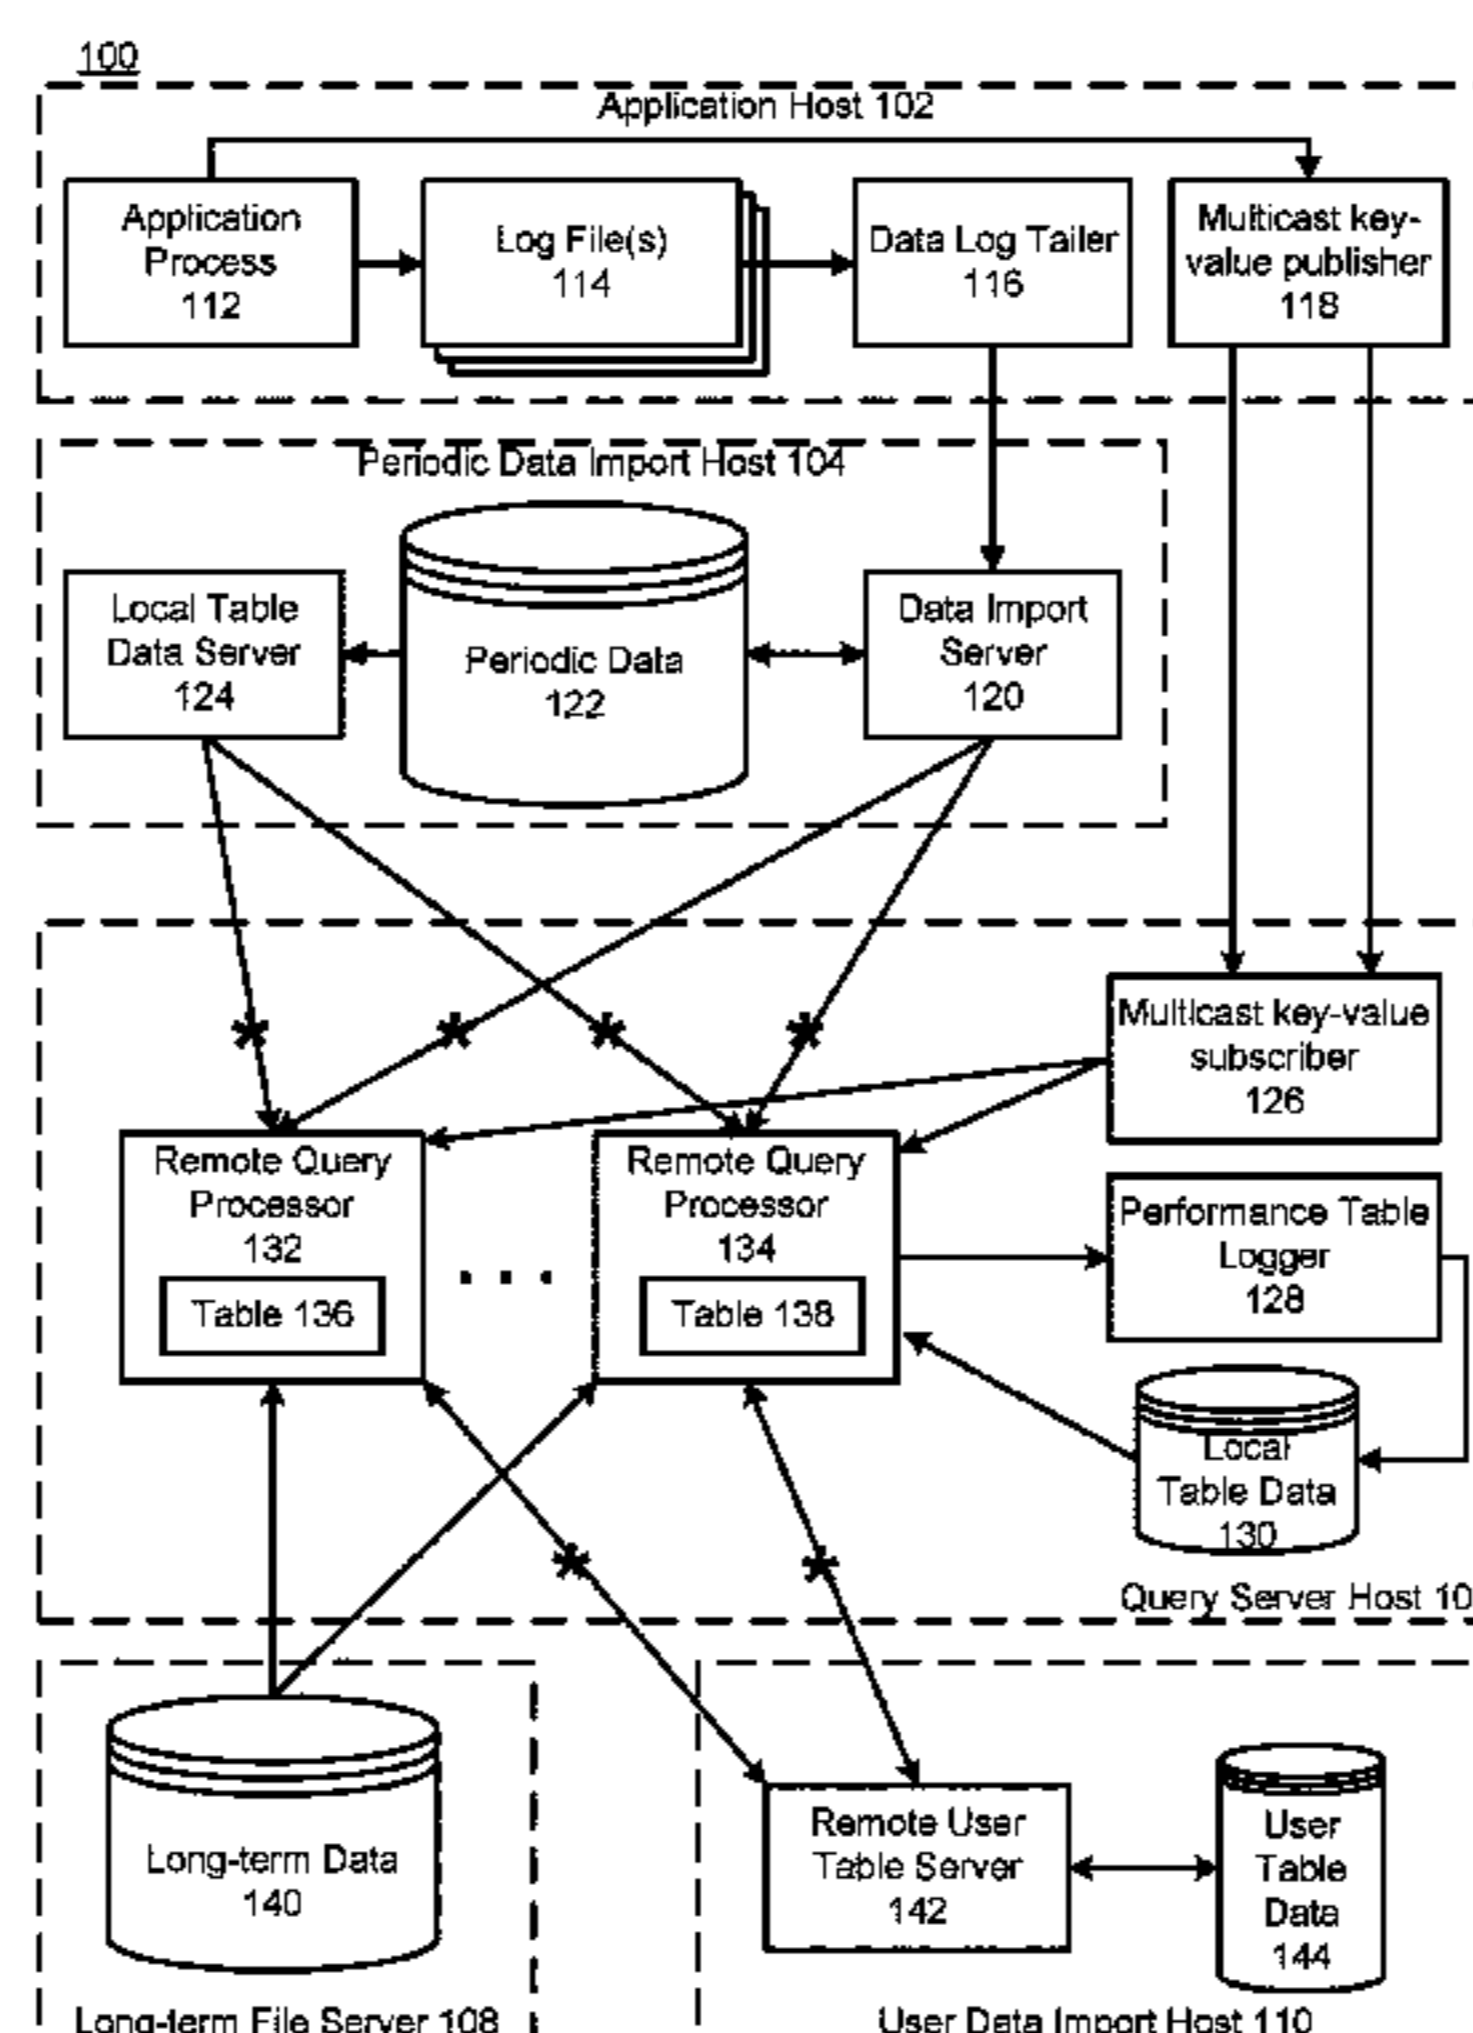 100
Application Host 102
Application
Process
112
Log File(s)
114
Data Log Tailer
116
Multicast key-
value publisher
118
Periodic Data Import Host 104
Local Table
Data Server
124
Periodic Data
122
Data Import
Server
120
Multicast key-value
subscriber
126
Remote Query
Processor
132
Table 136
Remote Query
Processor
134
Table 138
Performance Table
Logger
128
Local
Table Data
130
Query Server Host 10
Long-term Data
140
Long-term File Server 108
Remote User
Table Server
142
User
Table
Data
144
User Data Import Host 110